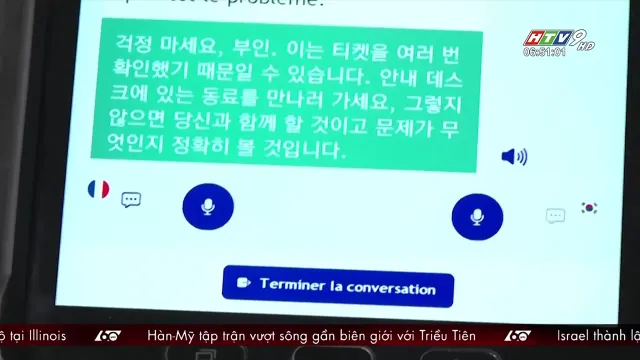 le problème.
걱정 마세요, 부인. 이는 티켓을 여러 번
확인했기 때문일 수 있습니다. 안내 데스
크에 있는 동료를 만나러 가세요, 그렇지
않으면 당신과 함께 할 것이고 문제가 무
엇인지 정확히 볼 것입니다.
Terminer la conversation
HTV9 HD
06:51:01
tại Illinois 60 Hàn-Mỹ tập trận vượt sông gần biên giới với Triều Tiên 60 Israel thành